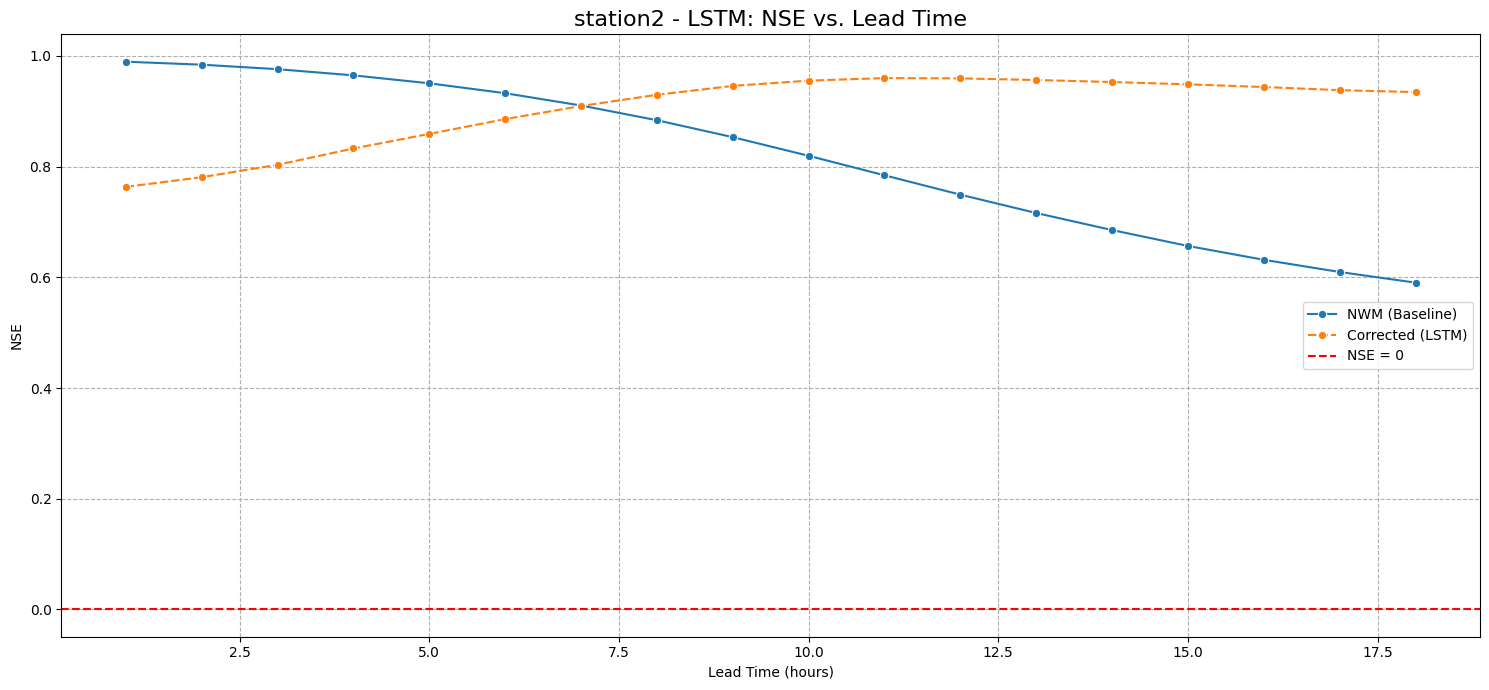 station2 - LSTM: NSE vs. Lead Time
NSE
1.0
0.8
0.6
0.4
0.2
0.0
NWM (Baseline)
Corrected (LSTM)
NSE = 0
2.5 5.0 7.5 10.0 12.5 15.0 17.5
Lead Time (hours)